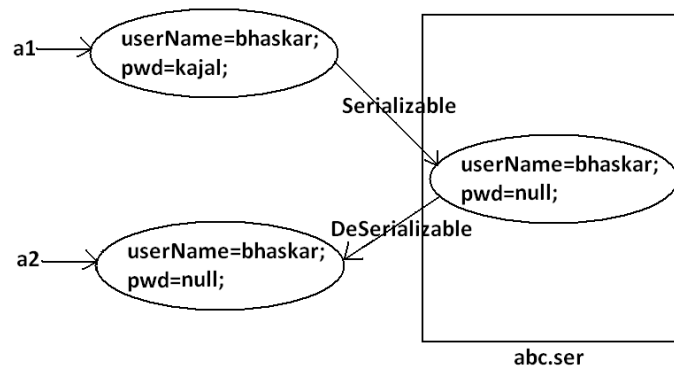 a1
userName=bhaskar;
pwd=kajal;
Serializable
userName=bhaskar;
pwd=null;
DeSerializable
a2
userName=bhaskar;
pwd=null;
abc.ser